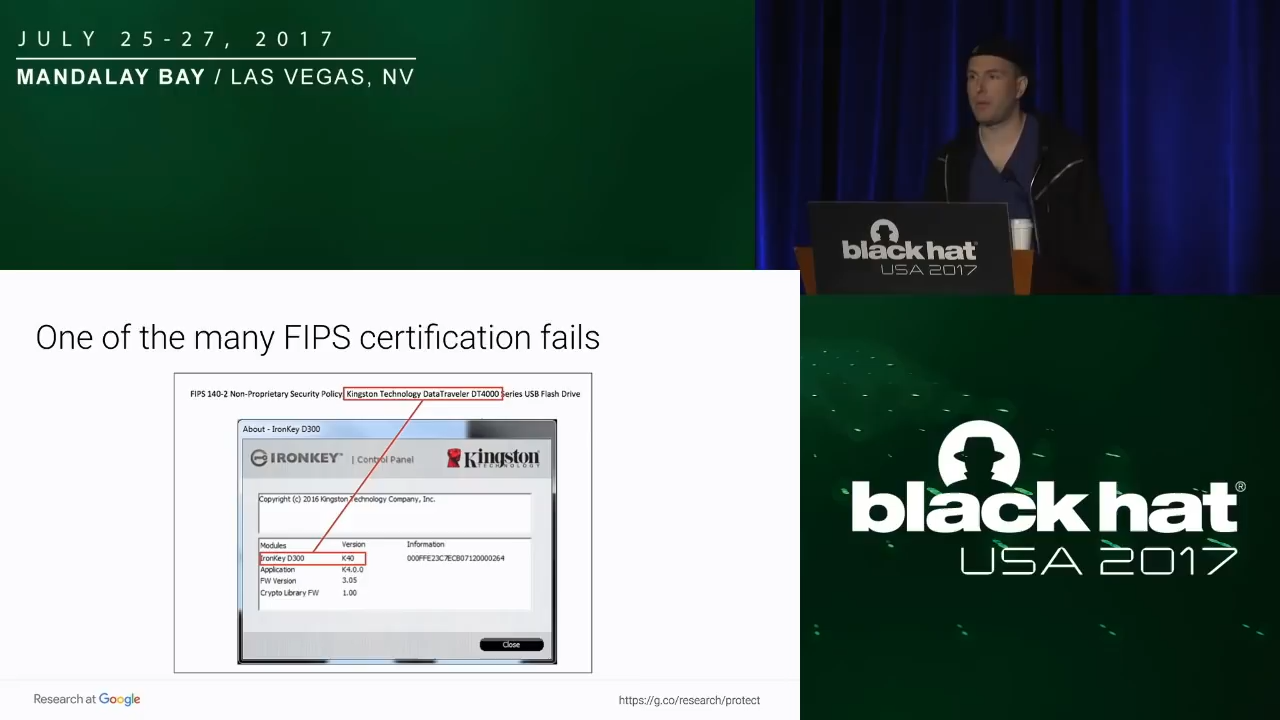 JULY 25-27, 2017
MANDALAY BAY / LAS VEGAS, NV
black hat
USA 2017
One of the many FIPS certification fails
FIPS 140-2 Non-Proprietary Security Policy Kingston Technology DataTraveler DT4000 Series USB Flash Drive
About - IronKey D300
IRONKEY™ | Control Panel
Kingston
TECHNOLOGY
Copyright (c) 2016 Kingston Technology Company, Inc.
Modules Version Information
IronKey D300 K40 000FFE23C7ECB07120000264
Application K4.0.0
FW Version 3.05
Crypto Library FW 1.00
Close
Research at Google
https://g.co/research/protect
black hat®
USA 2017